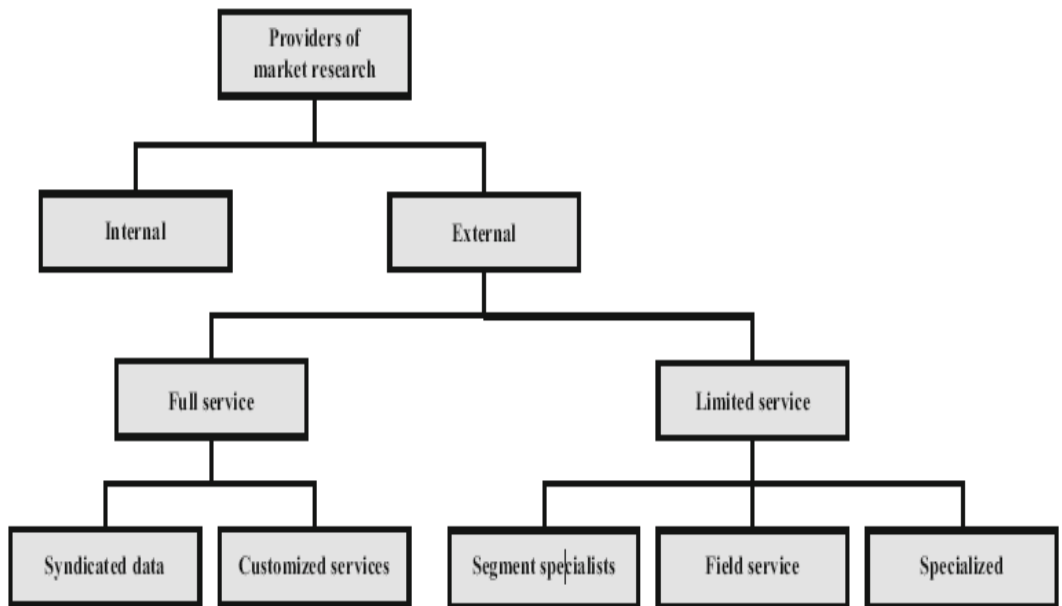 Providers of
market research
Internal
External
Full service
Limited service
Syndicated data
Customized services
Segment specialists
Field service
Specialized